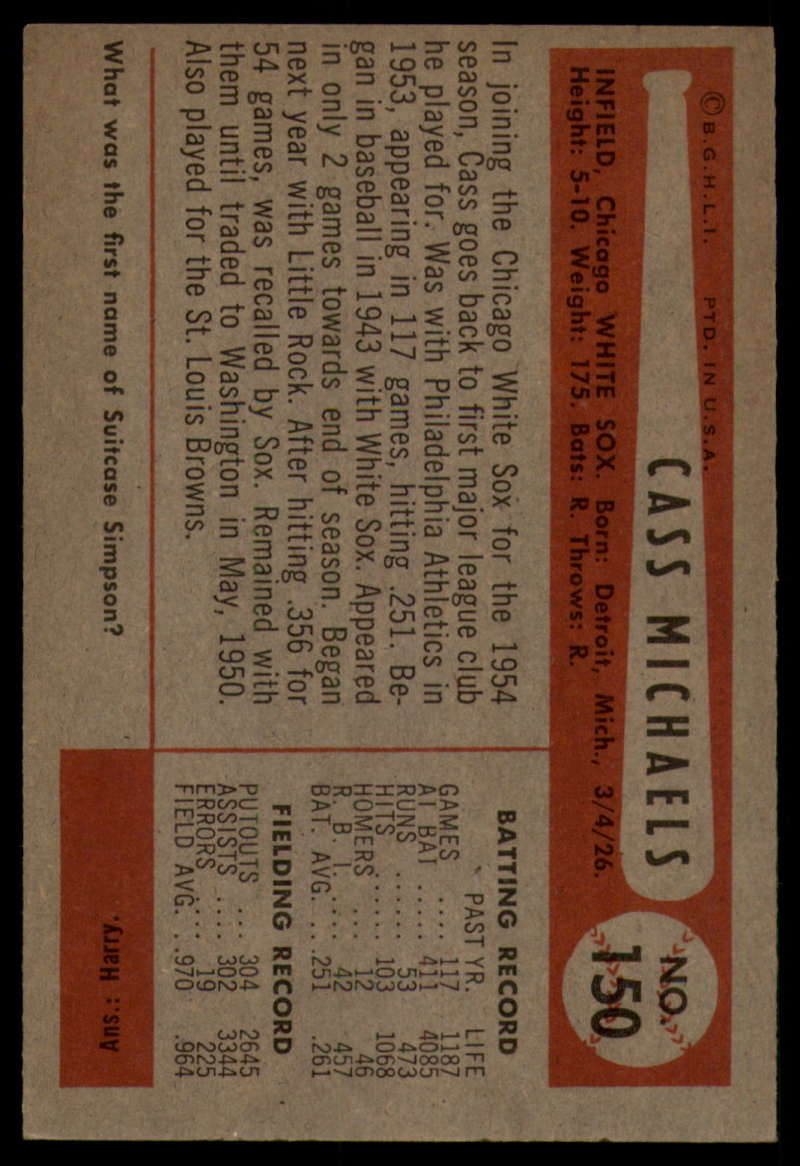 © B.G.H.L.I. PTD. IN U.S.A.
CASS MICHAELS
NO.
150
INFIELD, Chicago WHITE SOX. Born: Detroit, Mich., 3/4/26.
Height: 5-10. Weight: 175. Bats: R. Throws: R.
In joining the Chicago White Sox for the 1954
season, Cass goes back to first major league club
he played for. Was with Philadelphia Athletics in
1953, appearing in 117 games, hitting .251. Be-
gan in baseball in 1943 with White Sox. Appeared
in only 2 games towards end of season. Began
next year with Little Rock. After hitting .356 for
54 games, was recalled by Sox. Remained with
them until traded to Washington in May, 1950.
Also played for the St. Louis Browns.
BATTING RECORD
PAST YR. LIFE
GAMES .... 117 1187
AT BAT ..... 411 4085
RUNS ...... 53 473
HITS ...... 103 1068
HOMERS ... 12 46
R. B. I. .... 42 457
BAT. AVG. . .251 .261
FIELDING RECORD
PUTOUTS ... 304 2645
ASSISTS .... 302 3344
ERRORS .... 19 225
FIELD AVG. . .970 .964
What was the first name of Suitcase Simpson?
Ans.: Harry.